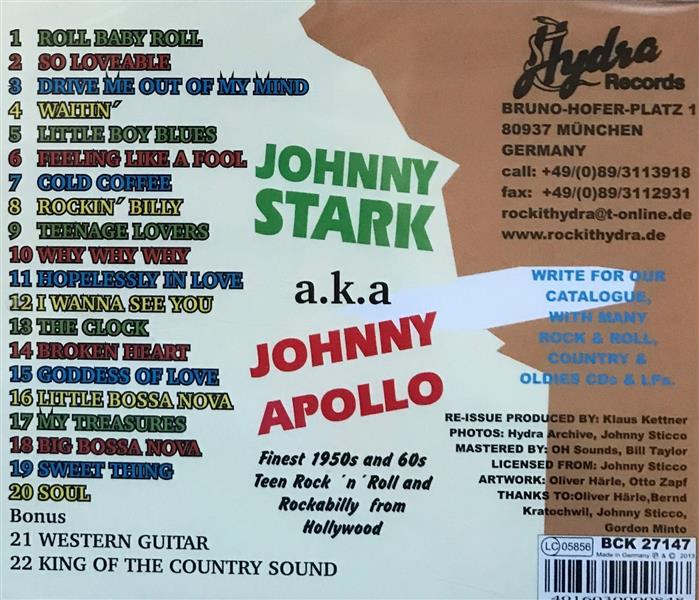 1 ROLL BABY ROLL
2 SO LOVEABLE
3 DRIVE ME OUT OF MY MIND
4 WAITIN´
5 LITTLE BOY BLUES
6 FEELING LIKE A FOOL
7 COLD COFFEE
8 ROCKIN´ BILLY
9 TEENAGE LOVERS
10 WHY WHY WHY
11 HOPELESSLY IN LOVE
12 I WANNA SEE YOU
13 THE CLOCK
14 BROKEN HEART
15 GODDESS OF LOVE
16 LITTLE BOSSA NOVA
17 MY TREASURES
18 BIG BOSSA NOVA
19 SWEET THING
20 SOUL
Bonus
21 WESTERN GUITAR
22 KING OF THE COUNTRY SOUND
JOHNNY
STARK
a.k.a
JOHNNY
APOLLO
Finest 1950s and 60s
Teen Rock ´n´Roll and
Rockabilly from
Hollywood
Hydra
Records
BRUNO-HOFER-PLATZ 1
80937 MÜNCHEN
GERMANY
call: +49/(0)89/3113918
fax: +49/(0)89/3112931
rockithydra@t-online.de
www.rockithydra.de
WRITE FOR OUR
CATALOGUE,
WITH MANY
ROCK & ROLL,
COUNTRY &
OLDIES CDs & LPs.
RE-ISSUE PRODUCED BY: Klaus Kettner
PHOTOS: Hydra Archive, Johnny Sticco
MASTERED BY: OH Sounds, Bill Taylor
LICENSED FROM: Johnny Sticco
ARTWORK: Oliver Härle, Otto Zapf
THANKS TO:Oliver Härle,Bernd
Kratochwil, Johnny Sticco,
Gordon Minto
LC 05856
BCK 27147
Made in Germany ℗ & © 2013